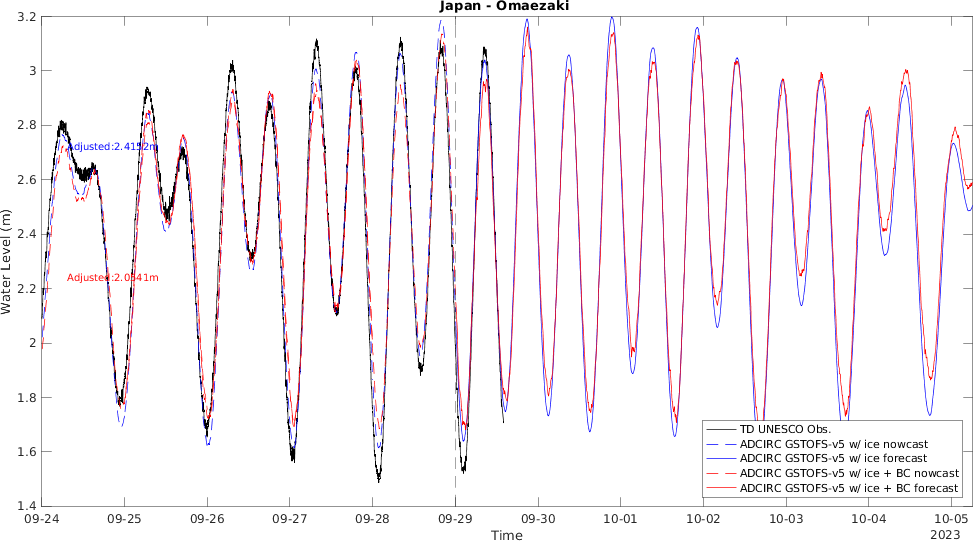 Japan - Omaezaki
3.2
3
2.8
2.6
2.4
2.2
2
1.8
1.6
1.4
Water Level (m)
Adjusted:2.4152m
Adjusted:2.0541m
TD UNESCO Obs.
ADCIRC GSTOFS-v5 w/ ice nowcast
ADCIRC GSTOFS-v5 w/ ice forecast
ADCIRC GSTOFS-v5 w/ ice + BC nowcast
ADCIRC GSTOFS-v5 w/ ice + BC forecast
09-24 09-25 09-26 09-27 09-28 09-29 09-30 10-01 10-02 10-03 10-04 10-05
Time
2023